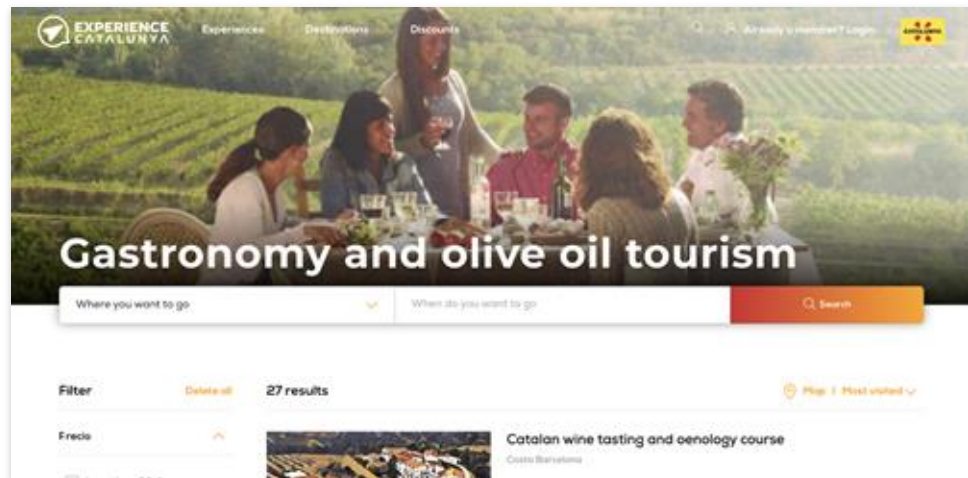 EXPERIENCE
CATALUNYA
Experiences
Destinations
Discounts
Already a member? Login
Gastronomy and olive oil tourism
Where you want to go
When do you want to go
Search
Filter
Delete all
27 results
Map
Most visited
Precio
Catalan wine tasting and oenology course
Costa Barcelona